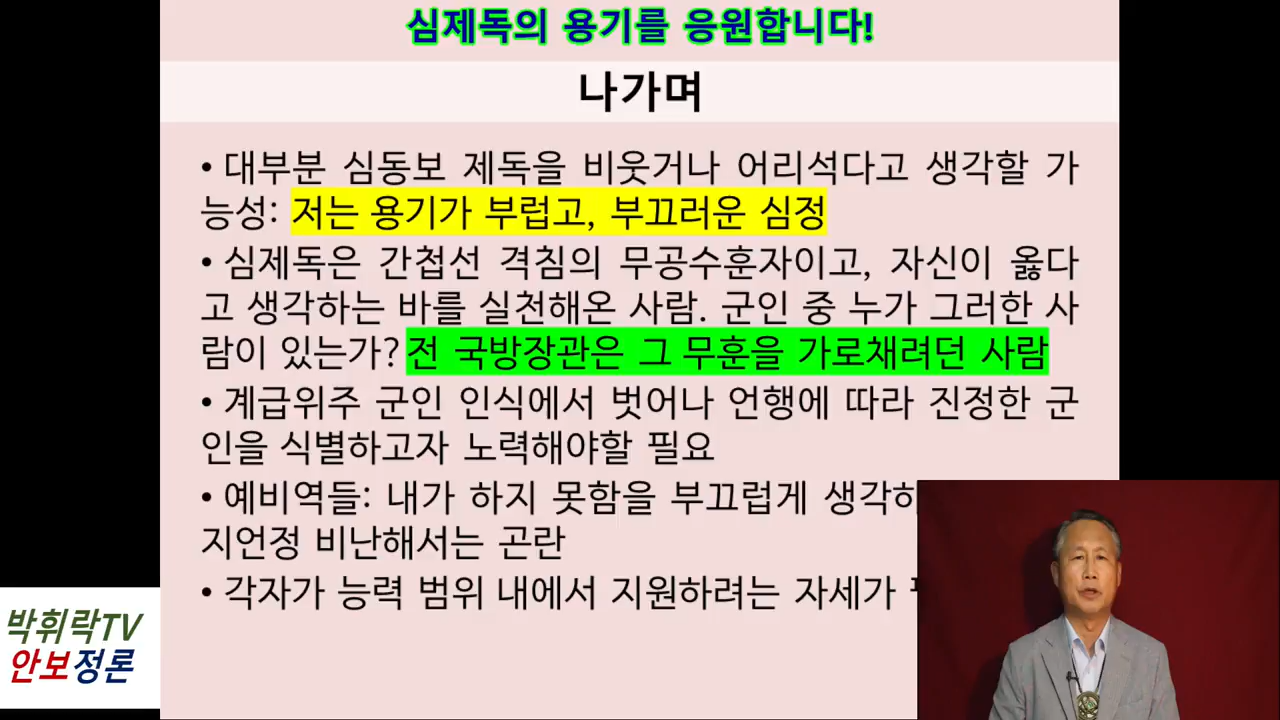 심제독의 용기를 응원합니다!
나가며
• 대부분 심동보 제독을 비웃거나 어리석다고 생각할 가
능성: 저는 용기가 부럽고, 부끄러운 심정
• 심제독은 간첩선 격침의 무공수훈자이고, 자신이 옳다
고 생각하는 바를 실천해온 사람. 군인 중 누가 그러한 사
람이 있는가? 전 국방장관은 그 무훈을 가로채려던 사람
• 계급위주 군인 인식에서 벗어나 언행에 따라 진정한 군
인을 식별하고자 노력해야할 필요
• 예비역들: 내가 하지 못함을 부끄럽게
지언정 비난해서는 곤란
• 각자가 능력 범위 내에서 지원하려는 자세가
박휘락TV
안보정론